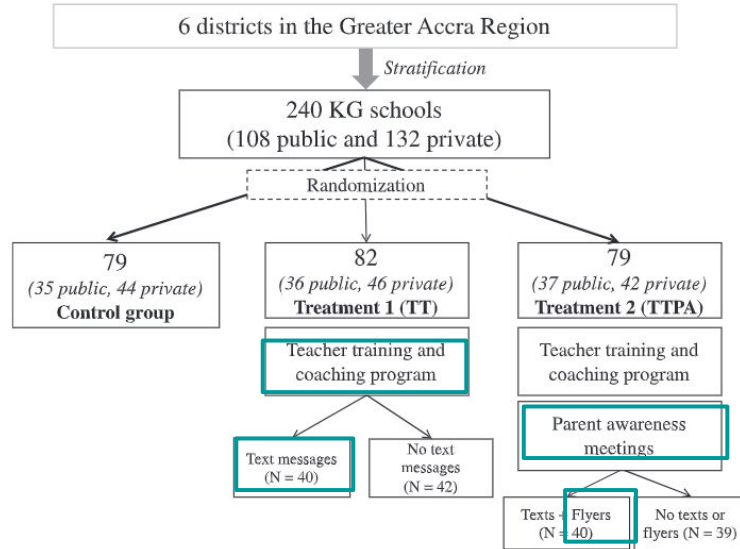 6 districts in the Greater Accra Region
Stratification
240 KG schools
(108 public and 132 private)
Randomization
79
(35 public, 44 private)
Control group
82
(36 public, 46 private)
Treatment 1 (TT)
79
(37 public, 42 private)
Treatment 2 (TTPA)
Teacher training and
coaching program
Teacher training and
coaching program
Parent awareness
meetings
Text messages
(N = 40)
No text
messages
(N = 42)
Texts + Flyers
(N = 40)
No texts or
flyers (N = 39)